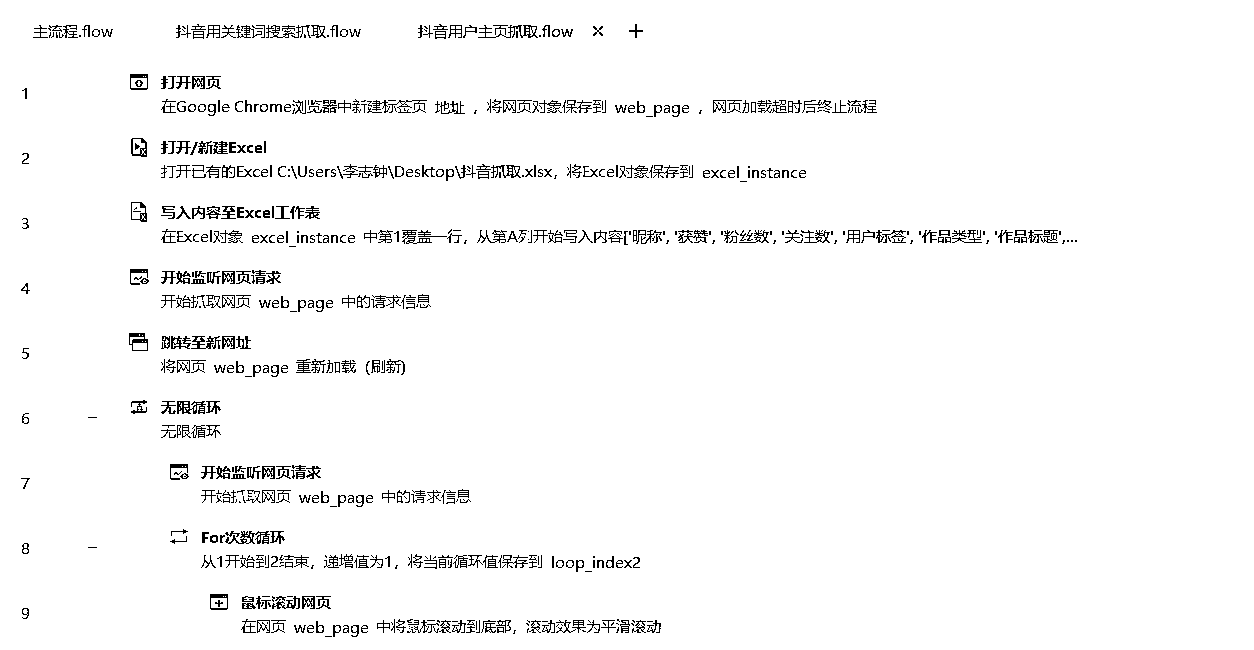 主流程.flow 抖音用关键词搜索抓取.flow 抖音用户主页抓取.flow × +
1 打开网页
在Google Chrome浏览器中新建标签页 地址 ，将网页对象保存到 web_page ，网页加载超时后终止流程
2 打开/新建Excel
打开已有的Excel C:\Users\李志钟\Desktop\抖音抓取.xlsx，将Excel对象保存到 excel_instance
3 写入内容至Excel工作表
在Excel对象 excel_instance 中第1覆盖一行，从第A列开始写入内容['昵称', '获赞', '粉丝数', '关注数', '用户标签', '作品类型', '作品标题',...
4 开始监听网页请求
开始抓取网页 web_page 中的请求信息
5 跳转至新网址
将网页 web_page 重新加载（刷新)
6 无限循环
无限循环
7 开始监听网页请求
开始抓取网页 web_page 中的请求信息
8 For次数循环
从1开始到2结束，递增值为1，将当前循环值保存到 loop_index2
9 鼠标滚动网页
在网页 web_page 中将鼠标滚动到底部，滚动效果为平滑滚动